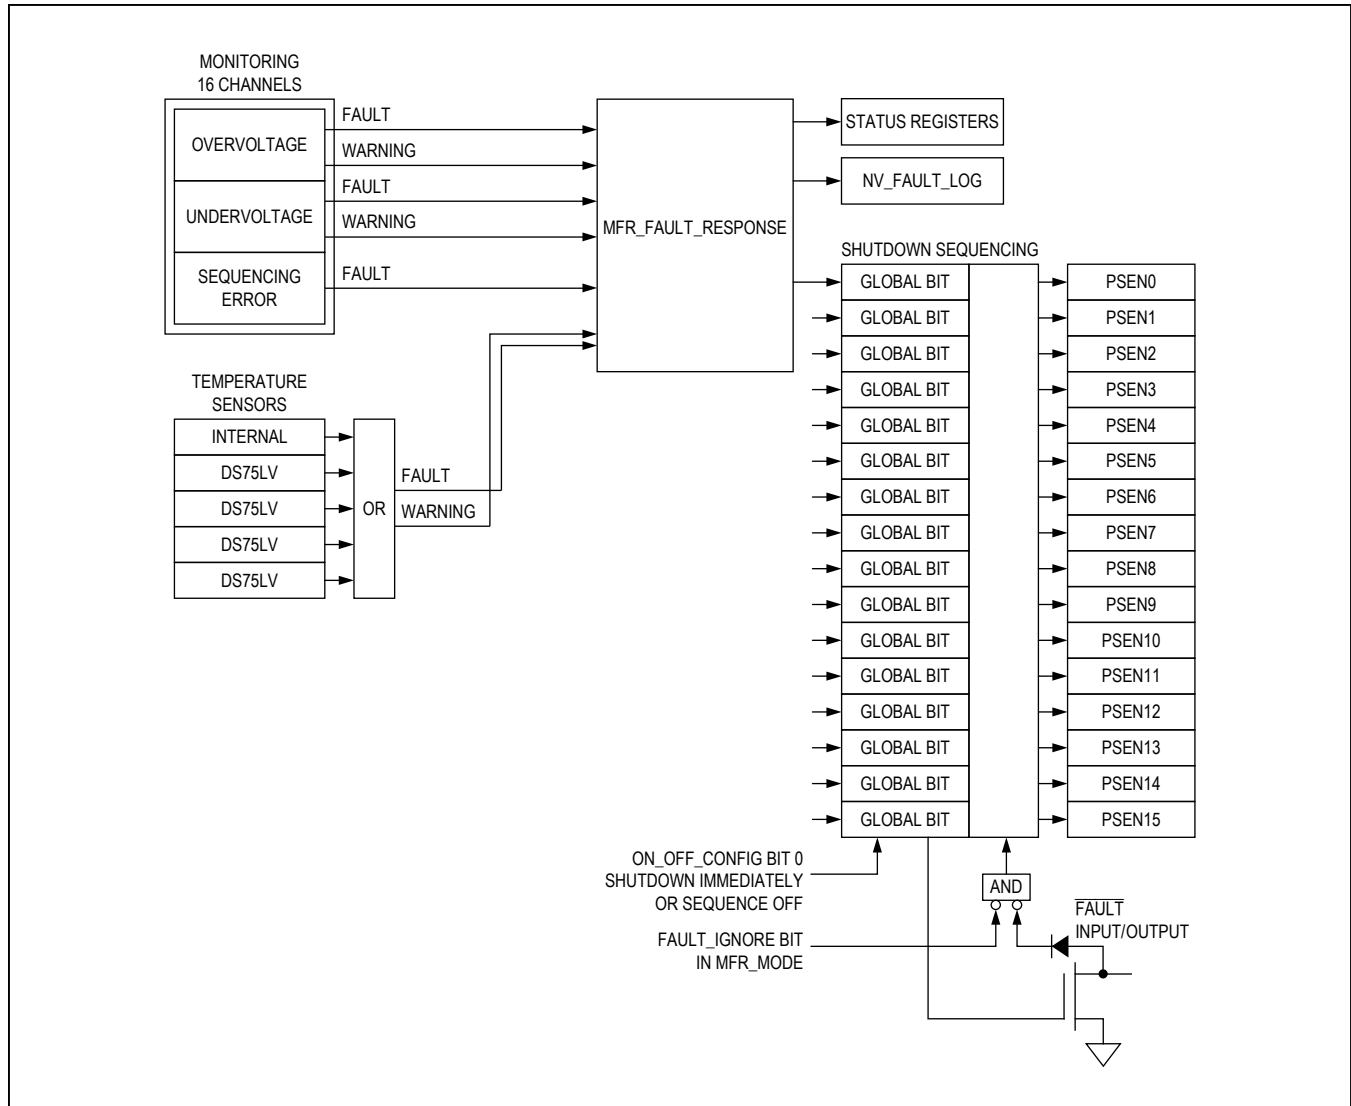 MONITORING
16 CHANNELS
OVERVOLTAGE
UNDERVOLTAGE
SEQUENCING
ERROR
FAULT
WARNING
FAULT
WARNING
FAULT
MFR_FAULT_RESPONSE
STATUS REGISTERS
NV_FAULT_LOG
TEMPERATURE
SENSORS
INTERNAL
DS75LV
DS75LV
DS75LV
DS75LV
OR
FAULT
WARNING
SHUTDOWN SEQUENCING
GLOBAL BIT
PSEN0
GLOBAL BIT
PSEN1
GLOBAL BIT
PSEN2
GLOBAL BIT
PSEN3
GLOBAL BIT
PSEN4
GLOBAL BIT
PSEN5
GLOBAL BIT
PSEN6
GLOBAL BIT
PSEN7
GLOBAL BIT
PSEN8
GLOBAL BIT
PSEN9
GLOBAL BIT
PSEN10
GLOBAL BIT
PSEN11
GLOBAL BIT
PSEN12
GLOBAL BIT
PSEN13
GLOBAL BIT
PSEN14
GLOBAL BIT
PSEN15
ON_OFF_CONFIG BIT 0
SHUTDOWN IMMEDIATELY
OR SEQUENCE OFF
AND
FAULT_IGNORE BIT
IN MFR_MODE
FAULT
INPUT/OUTPUT